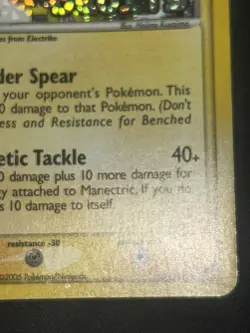 es from Electrike
der Spear
your opponent's Pokémon. This
0 damage to that Pokémon. (Don't
ess and Resistance for Benched
etic Tackle 40+
0 damage plus 10 more damage for
gy attached to Manectric. If you do
s 10 damage to itself.
resistance -30
©2005 Pokémon/Nintendo